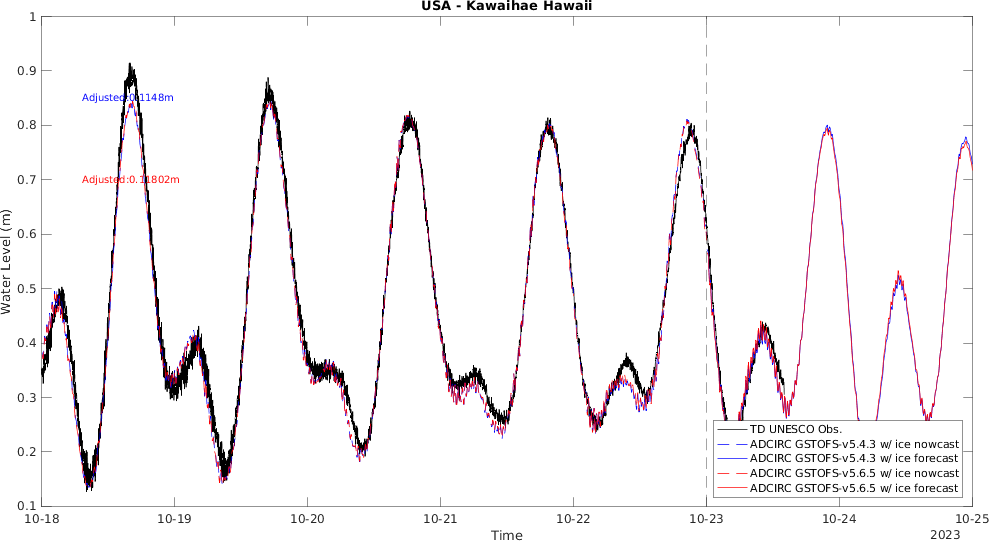 USA - Kawaihae Hawaii
1
0.9
Adjusted:0.1148m
0.8
0.7
Adjusted:0.11802m
0.6
0.5
0.4
0.3
0.2
0.1
Water Level (m)
TD UNESCO Obs.
ADCIRC GSTOFS-v5.4.3 w/ ice nowcast
ADCIRC GSTOFS-v5.4.3 w/ ice forecast
ADCIRC GSTOFS-v5.6.5 w/ ice nowcast
ADCIRC GSTOFS-v5.6.5 w/ ice forecast
10-18 10-19 10-20 10-21 10-22 10-23 10-24 10-25
Time
2023